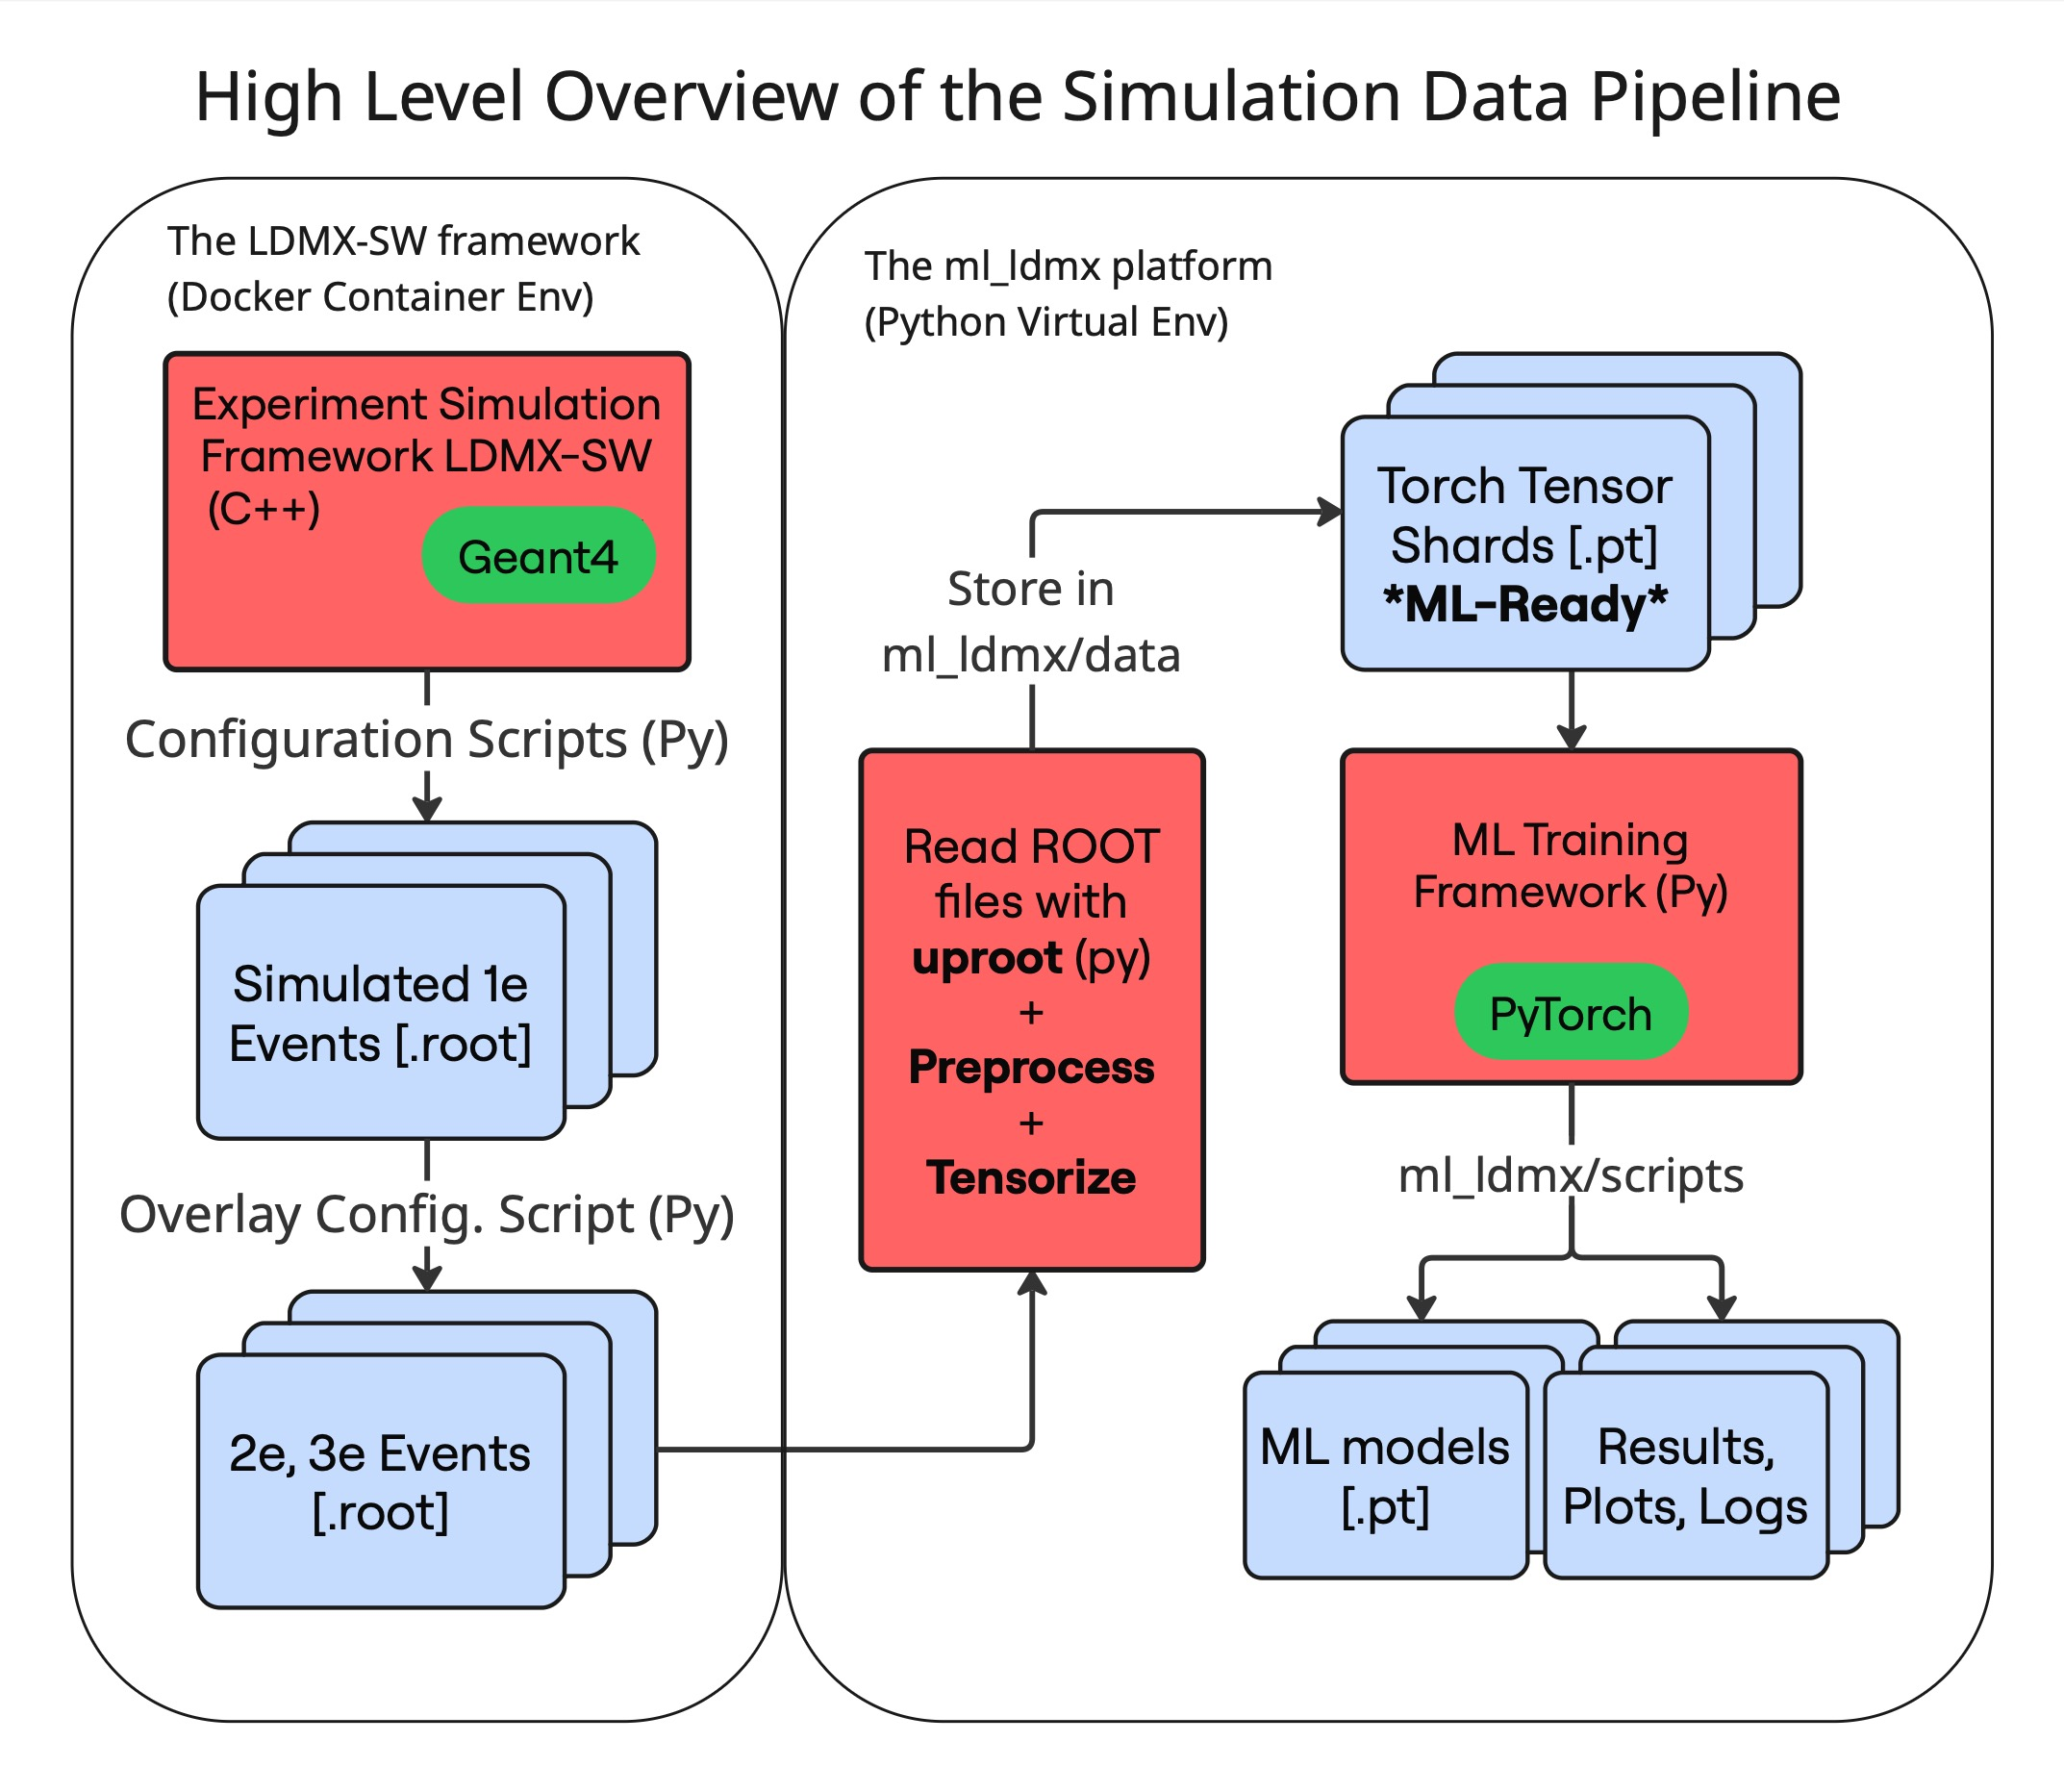 High Level Overview of the Simulation Data Pipeline
The LDMX-SW framework
(Docker Container Env)
Experiment Simulation
Framework LDMX-SW
(C++)
Geant4
Configuration Scripts (Py)
Simulated 1e
Events [.root]
Overlay Config. Script (Py)
2e, 3e Events
[.root]
The ml_ldmx platform
(Python Virtual Env)
Read ROOT
files with
uproot (py)
+
Preprocess
+
Tensorize
Store in
ml_ldmx/data
Torch Tensor
Shards [.pt]
*ML-Ready*
ML Training
Framework (Py)
PyTorch
ml_ldmx/scripts
ML models
[.pt]
Results,
Plots, Logs